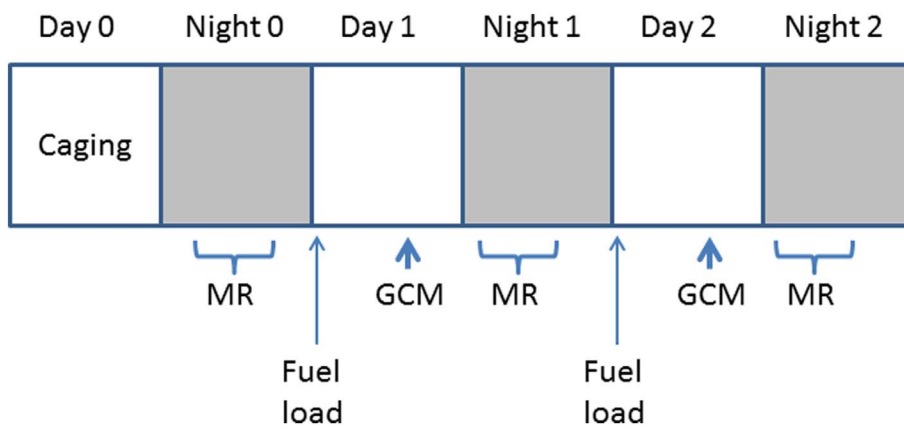 Day 0 Night 0 Day 1 Night 1 Day 2 Night 2
Caging
MR GCM MR GCM MR
Fuel Fuel
load load